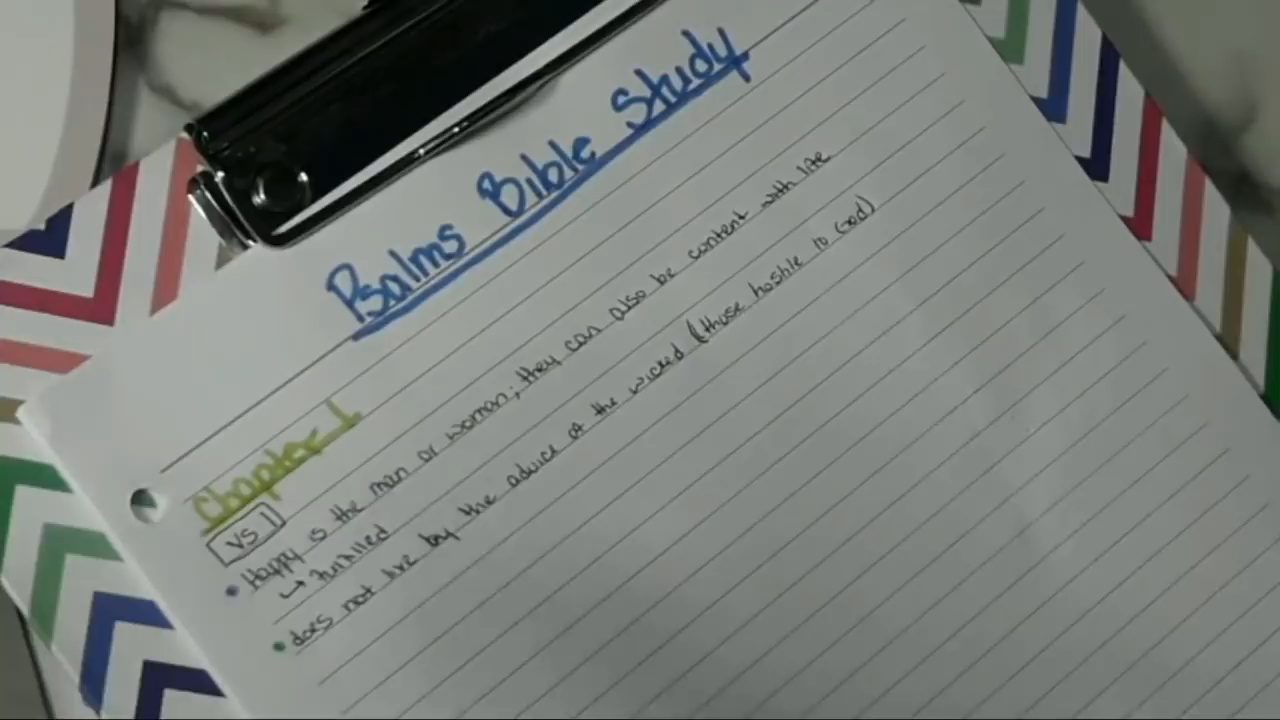 Psalms Bible Study
Chapter 1
VS 1
• Happy is the man or woman; they can also be content with life
↳ fulfilled
• does not live by the advice of the wicked (those hostile to God)